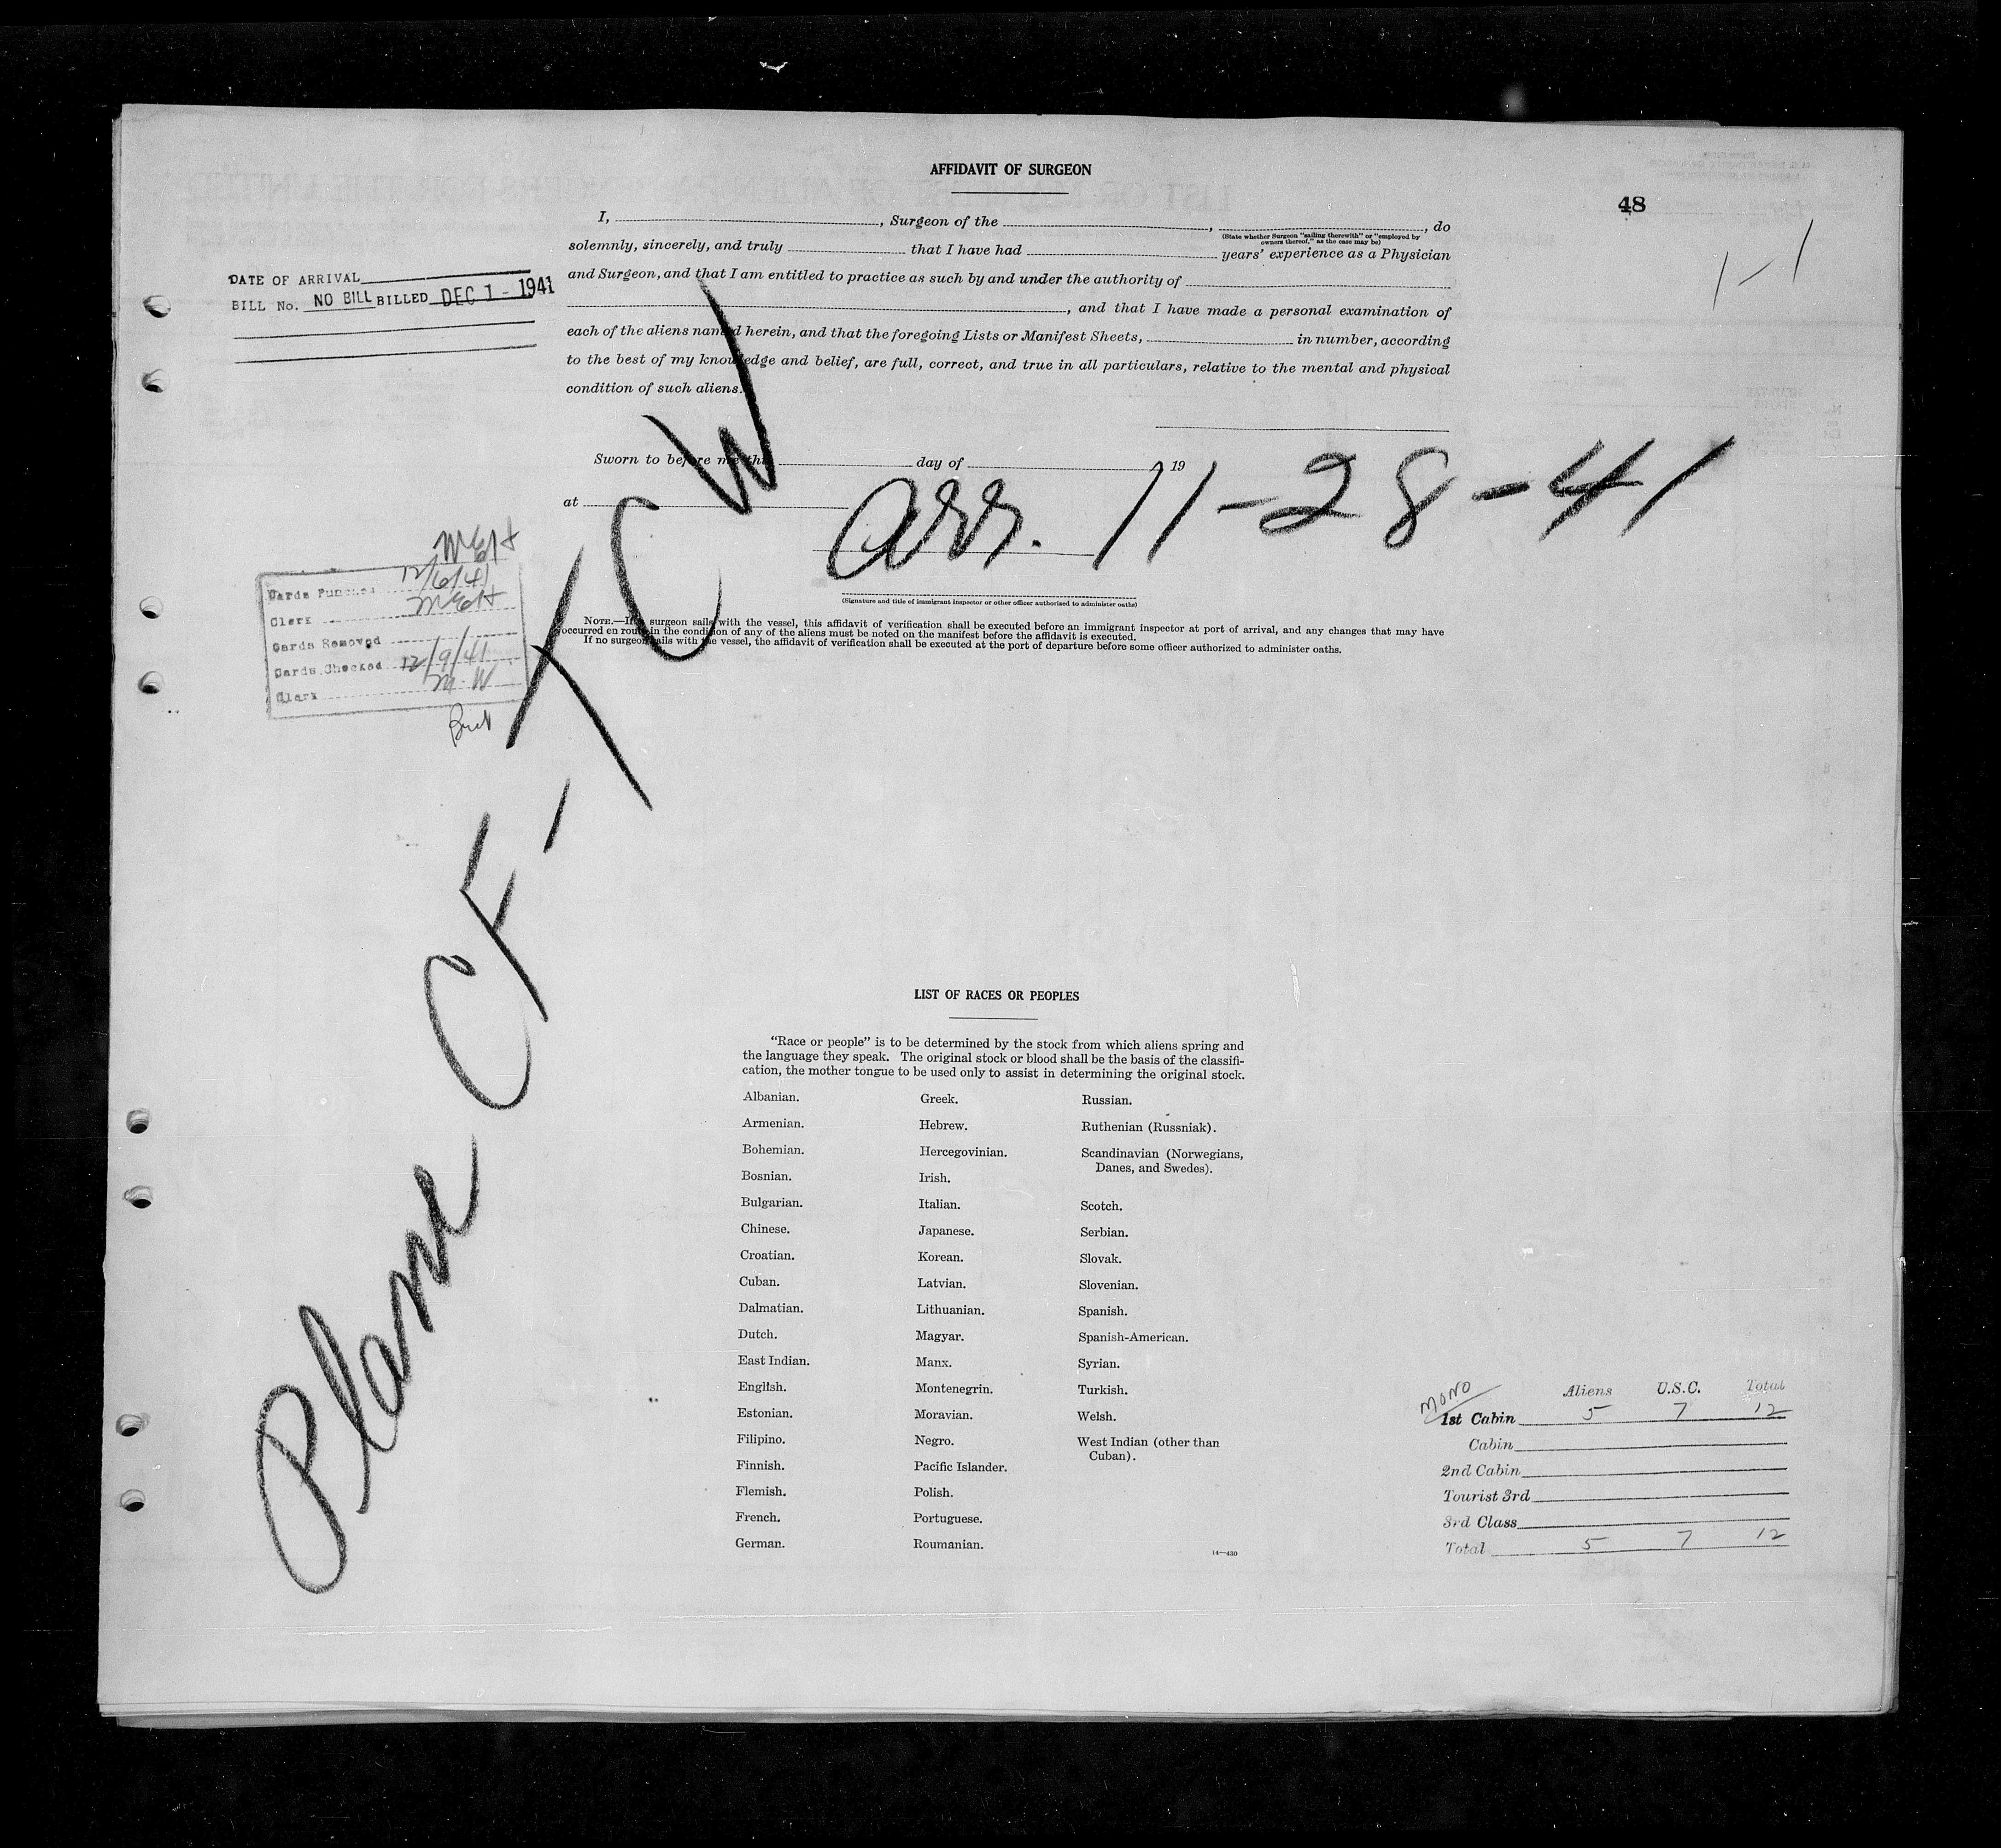 AFFIDAVIT OF SURGEON
48
1-1
I, , Surgeon of the , , do
(State whether Surgeon "sailing therewith" or "employed by
owners thereof," as the case may be)
solemnly, sincerely, and truly that I have had years' experience as a Physician
and Surgeon, and that I am entitled to practice as such by and under the authority of
, and that I have made a personal examination of
each of the aliens named herein, and that the foregoing Lists or Manifest Sheets, in number, according
to the best of my knowledge and belief, are full, correct, and true in all particulars, relative to the mental and physical
condition of such aliens.
DATE OF ARRIVAL
BILL No. NO BILL BILLED DEC 1 - 1941
Sworn to before me this day of , 19
at
arr. 11-28-41
(Signature and title of immigrant inspector or other officer authorized to administer oaths)
NOTE.—If a surgeon sails with the vessel, this affidavit of verification shall be executed before an immigrant inspector at port of arrival, and any changes that may have
occurred en route in the condition of any of the aliens must be noted on the manifest before the affidavit is executed.
If no surgeon sails with the vessel, the affidavit of verification shall be executed at the port of departure before some officer authorized to administer oaths.
Cards Punched 12/6/41
Clerk
Cards Removed
Cards Checked 12/9/41
Clerk M W
Plane CF-XCW
LIST OF RACES OR PEOPLES
"Race or people" is to be determined by the stock from which aliens spring and
the language they speak. The original stock or blood shall be the basis of the classifi-
cation, the mother tongue to be used only to assist in determining the original stock.
Albanian.
Armenian.
Bohemian.
Bosnian.
Bulgarian.
Chinese.
Croatian.
Cuban.
Dalmatian.
Dutch.
East Indian.
English.
Estonian.
Filipino.
Finnish.
Flemish.
French.
German.
Greek.
Hebrew.
Hercegovinian.
Irish.
Italian.
Japanese.
Korean.
Latvian.
Lithuanian.
Magyar.
Manx.
Montenegrin.
Moravian.
Negro.
Pacific Islander.
Polish.
Portuguese.
Roumanian.
Russian.
Ruthenian (Russniak).
Scandinavian (Norwegians,
Danes, and Swedes).
Scotch.
Serbian.
Slovak.
Slovenian.
Spanish.
Spanish-American.
Syrian.
Turkish.
Welsh.
West Indian (other than
Cuban).
14—430
MONO
Aliens U.S.C. Total
1st Cabin 5 7 12
Cabin
2nd Cabin
Tourist 3rd
3rd Class
Total 5 7 12